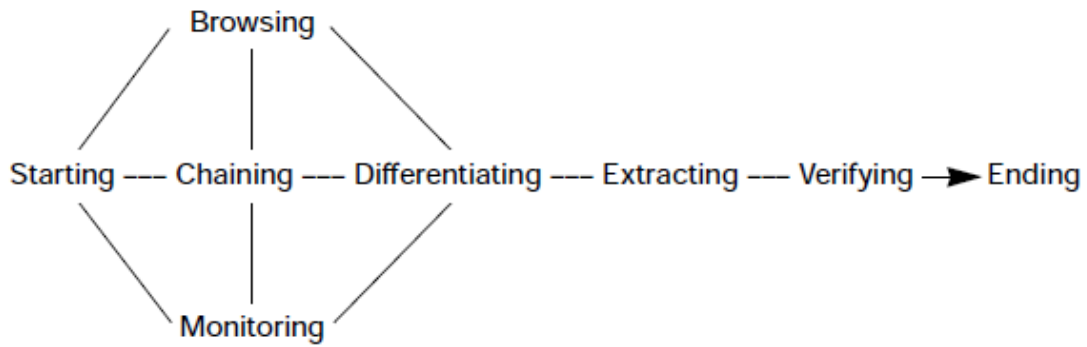 Browsing
Starting --- Chaining --- Differentiating --- Extracting --- Verifying Ending
Monitoring